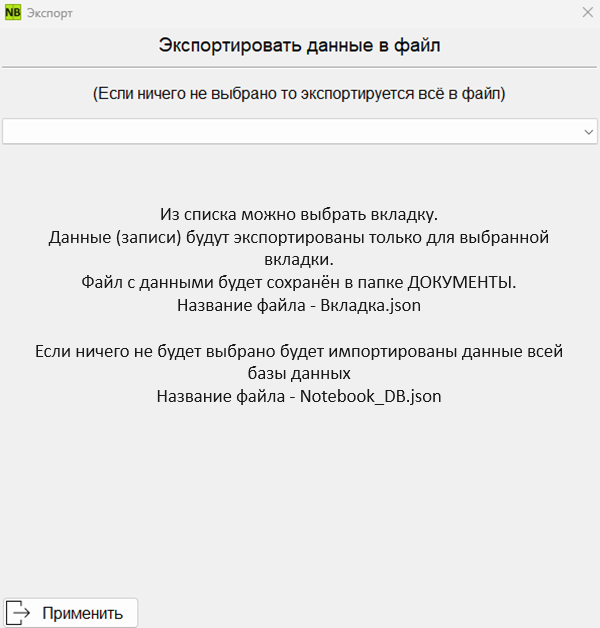 NB Экспорт
Экспортировать данные в файл
(Если ничего не выбрано то экспортируется всё в файл)
Из списка можно выбрать вкладку.
Данные (записи) будут экспортированы только для выбранной
вкладки.
Файл с данными будет сохранён в папке ДОКУМЕНТЫ.
Название файла - Вкладка.json
Если ничего не будет выбрано будет импортированы данные всей
базы данных
Название файла - Notebook_DB.json
Применить